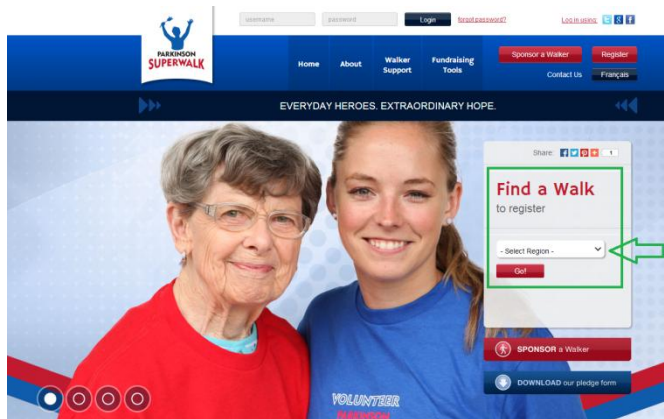 username
password
Login
forgot password?
Log in using:
PARKINSON
SUPERWALK
Home
About
Walker
Support
Fundraising
Tools
Sponsor a Walker
Register
Contact Us
Français
EVERYDAY HEROES. EXTRAORDINARY HOPE.
Share:
1
Find a Walk
to register
- Select Region -
Go!
SPONSOR a Walker
DOWNLOAD our pledge form
VOLUNTEER
PARKINSON